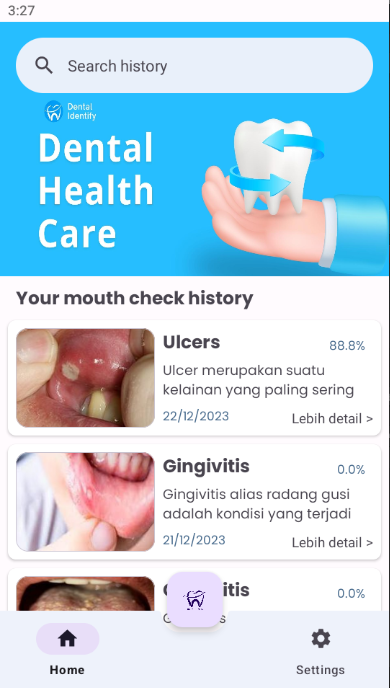 3:27
Search history
Dental
Identify
Dental
Health
Care
Your mouth check history
Ulcers
88.8%
Ulcer merupakan suatu
kelainan yang paling sering
22/12/2023
Lebih detail >
Gingivitis
0.0%
Gingivitis alias radang gusi
adalah kondisi yang terjadi
21/12/2023
Lebih detail >
0.0%
Home
Settings